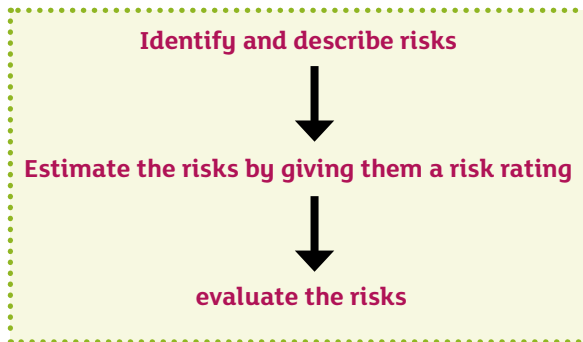 Identify and describe risks
Estimate the risks by giving them a risk rating
evaluate the risks